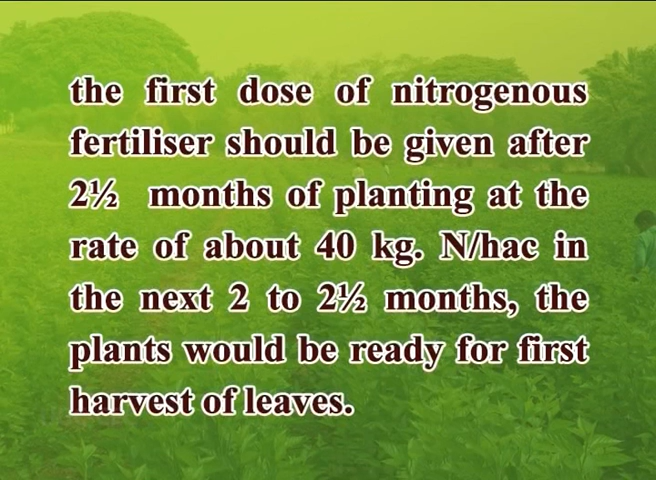 the first dose of nitrogenous
fertiliser should be given after
2½ months of planting at the
rate of about 40 kg. N/hac in
the next 2 to 2½ months, the
plants would be ready for first
harvest of leaves.